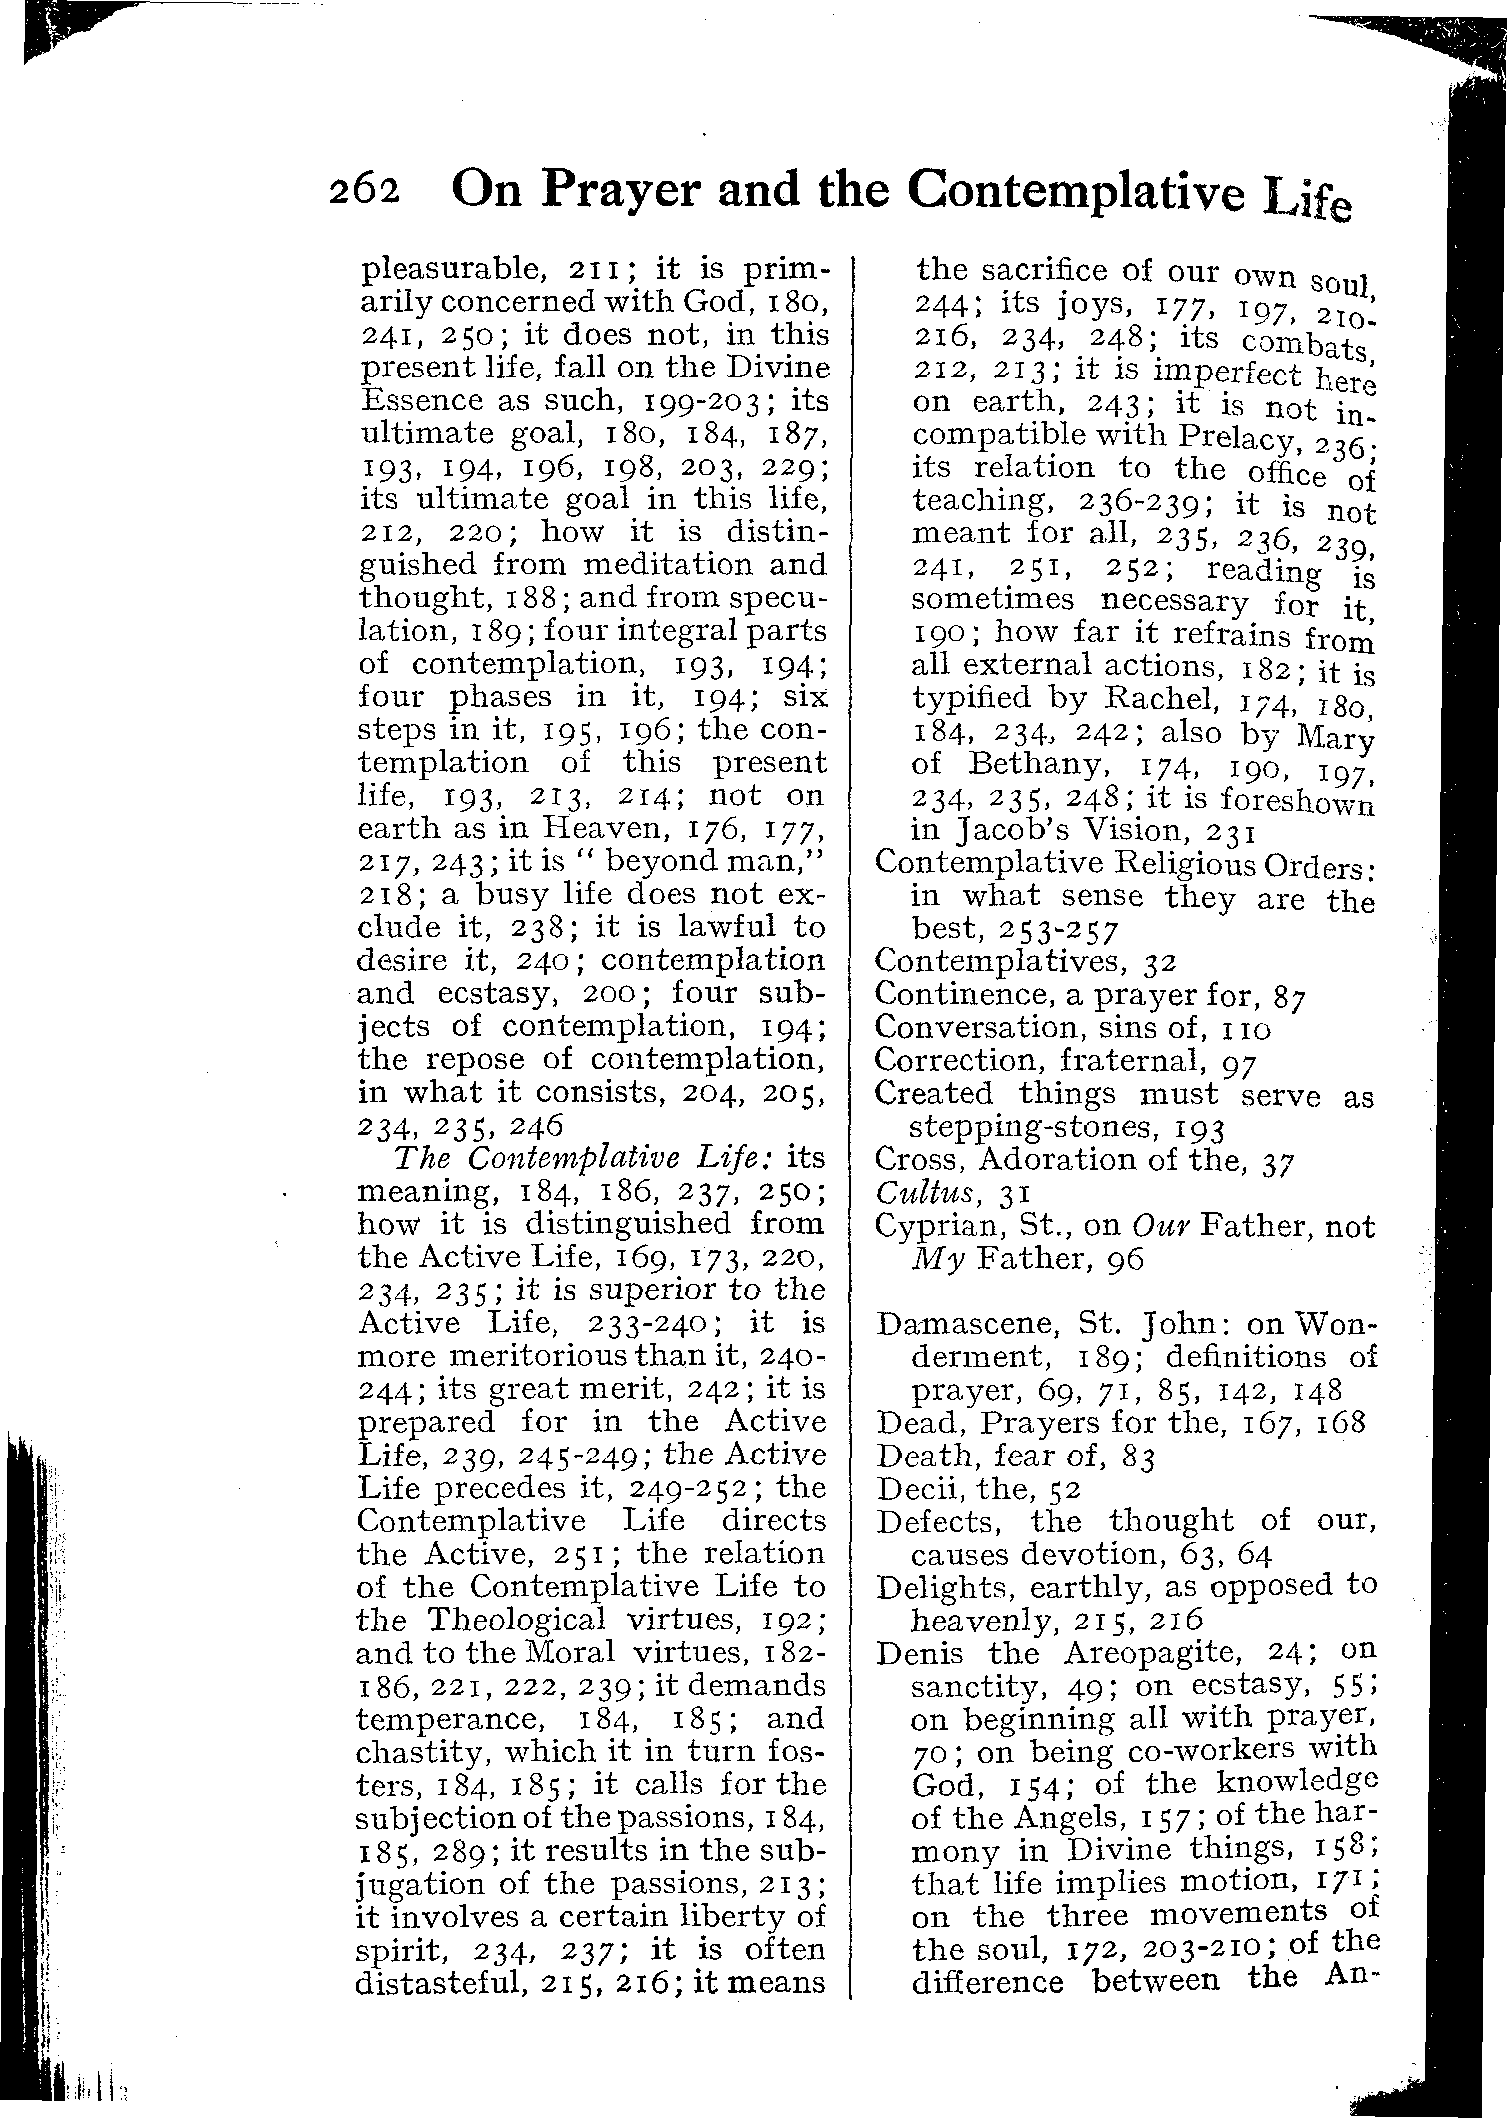 262 On Prayer and the Contemplative Life
pleasurable, 211; it is prim-
arily concerned with God, 180,
241, 250; it does not, in this
present life, fall on the Divine
Essence as such, 199-203; its
ultimate goal, 180, 184, 187,
193, 194, 196, 198, 203, 229;
its ultimate goal in this life,
212, 220; how it is distin-
guished from meditation and
thought, 188; and from specu-
lation, 189; four integral parts
of contemplation, 193, 194;
four phases in it, 194; six
steps in it, 195, 196; the con-
templation of this present
life, 193, 213, 214; not on
earth as in Heaven, 176, 177,
217, 243; it is “ beyond man,”
218; a busy life does not ex-
clude it, 238; it is lawful to
desire it, 240; contemplation
and ecstasy, 200; four sub-
jects of contemplation, 194;
the repose of contemplation,
in what it consists, 204, 205,
234, 235, 246
The Contemplative Life: its
meaning, 184, 186, 237, 250;
how it is distinguished from
the Active Life, 169, 173, 220,
234, 235; it is superior to the
Active Life, 233-240; it is
more meritorious than it, 240-
244; its great merit, 242; it is
prepared for in the Active
Life, 239, 245-249; the Active
Life precedes it, 249-252; the
Contemplative Life directs
the Active, 251; the relation
of the Contemplative Life to
the Theological virtues, 192;
and to the Moral virtues, 182-
186, 221, 222, 239; it demands
temperance, 184, 185; and
chastity, which it in turn fos-
ters, 184, 185; it calls for the
subjection of the passions, 184,
185, 289; it results in the sub-
jugation of the passions, 213;
it involves a certain liberty of
spirit, 234, 237; it is often
distasteful, 215, 216; it means
the sacrifice of our own soul,
244; its joys, 177, 197, 210-
216, 234, 248; its combats,
212, 213; it is imperfect here
on earth, 243; it is not in-
compatible with Prelacy, 236;
its relation to the office of
teaching, 236-239; it is not
meant for all, 235, 236, 239,
241, 251, 252; reading is
sometimes necessary for it,
190; how far it refrains from
all external actions, 182; it is
typified by Rachel, 174, 180,
184, 234, 242; also by Mary
of Bethany, 174, 190, 197,
234, 235, 248; it is foreshown
in Jacob's Vision, 231
Contemplative Religious Orders:
in what sense they are the
best, 253-257
Contemplatives, 32
Continence, a prayer for, 87
Conversation, sins of, 110
Correction, fraternal, 97
Created things must serve as
stepping-stones, 193
Cross, Adoration of the, 37
Cultus, 31
Cyprian, St., on Our Father, not
My Father, 96
Damascene, St. John: on Won-
derment, 189; definitions of
prayer, 69, 71, 85, 142, 148
Dead, Prayers for the, 167, 168
Death, fear of, 83
Decii, the, 52
Defects, the thought of our,
causes devotion, 63, 64
Delights, earthly, as opposed to
heavenly, 215, 216
Denis the Areopagite, 24; on
sanctity, 49; on ecstasy, 55;
on beginning all with prayer,
70; on being co-workers with
God, 154; of the knowledge
of the Angels, 157; of the har-
mony in Divine things, 158;
that life implies motion, 171;
on the three movements of
the soul, 172, 203-210; of the
difference between the An-